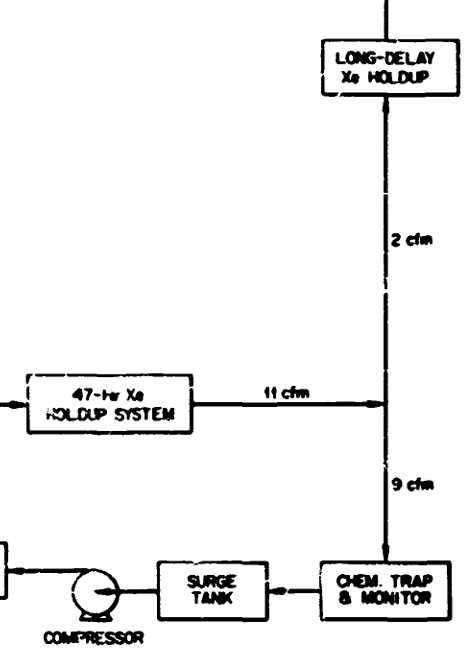 LONG-DELAY
Xe HOLDUP
2 cfm
47-Hr Xe
HOLDUP SYSTEM
11 cfm
9 cfm
SURGE
TANK
CHEM. TRAP
& MONITOR
COMPRESSOR